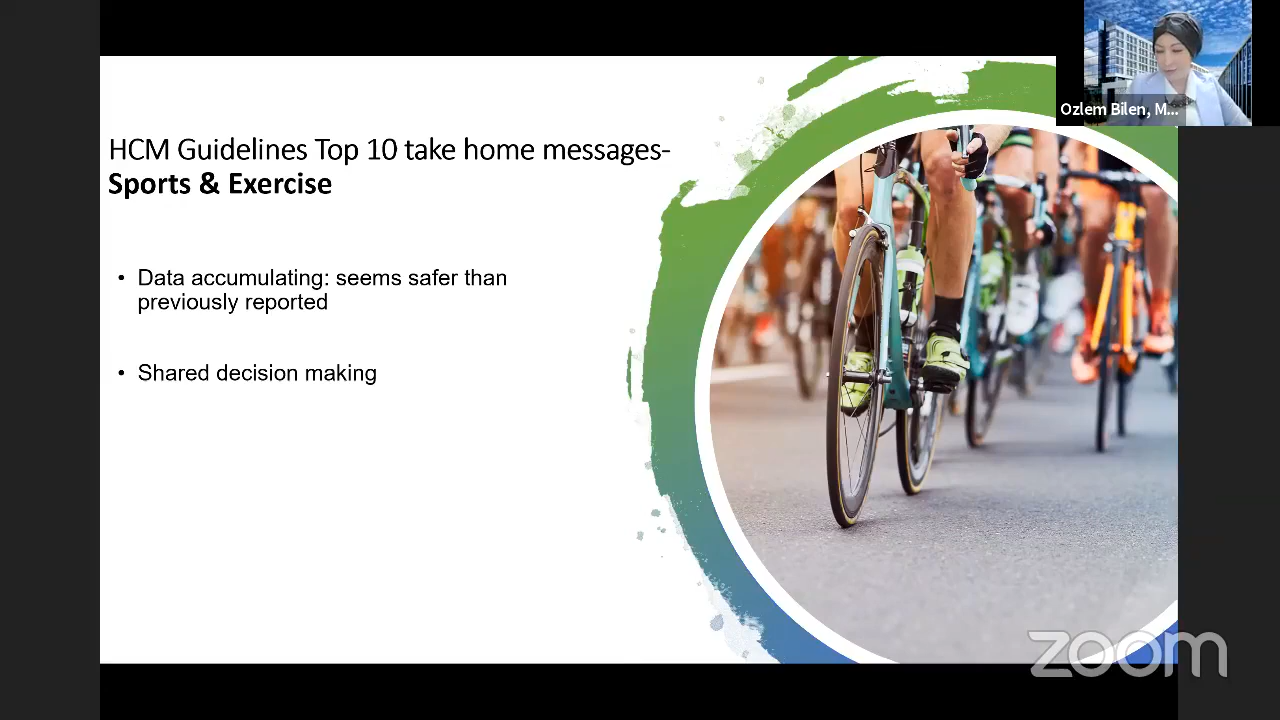 Ozlem Bilen, M...
HCM Guidelines Top 10 take home messages-
Sports & Exercise
• Data accumulating: seems safer than
previously reported
• Shared decision making
zoom